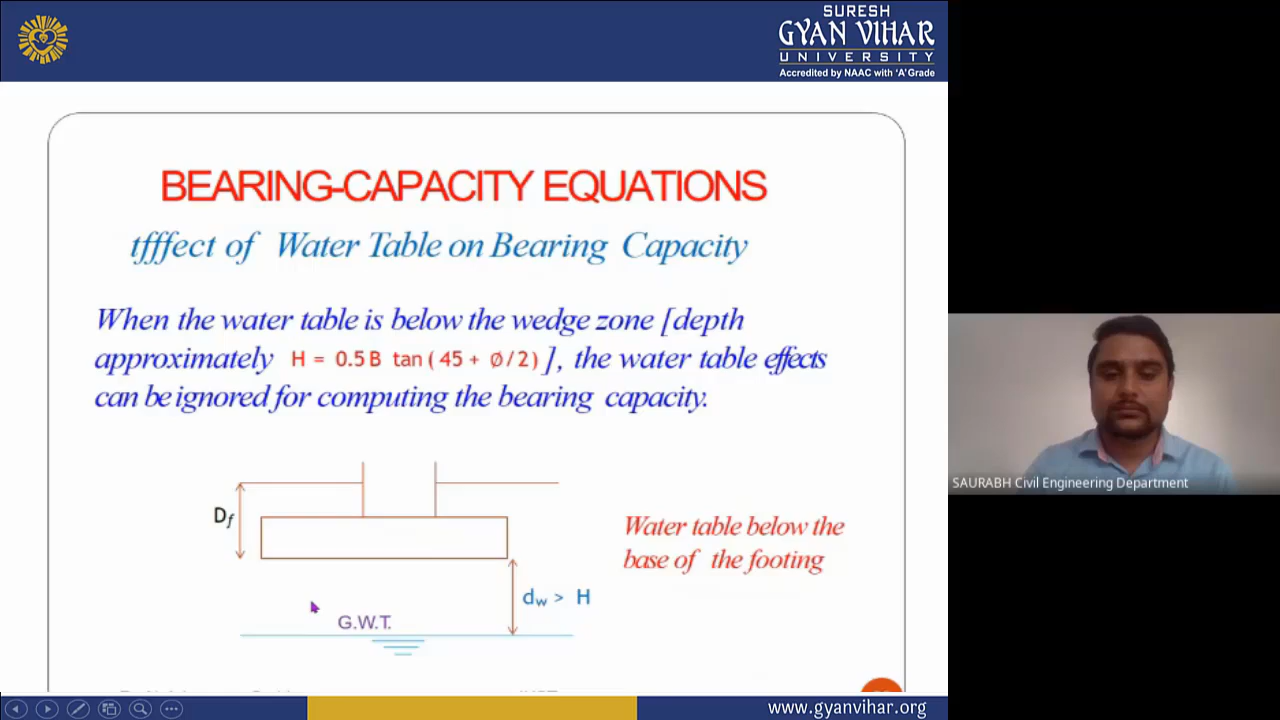 SURESH
GYAN VIHAR
UNIVERSITY
Accredited by NAAC with 'A' Grade
BEARING-CAPACITY EQUATIONS
tfffect of Water Table on Bearing Capacity
When the water table is below the wedge zone [depth
approximately H = 0.5B tan(45 + ø/2)], the water table effects
can be ignored for computing the bearing capacity.
Df
Water table below the
base of the footing
dw > H
G.W.T.
SAURABH Civil Engineering Department
www.gyanvihar.org